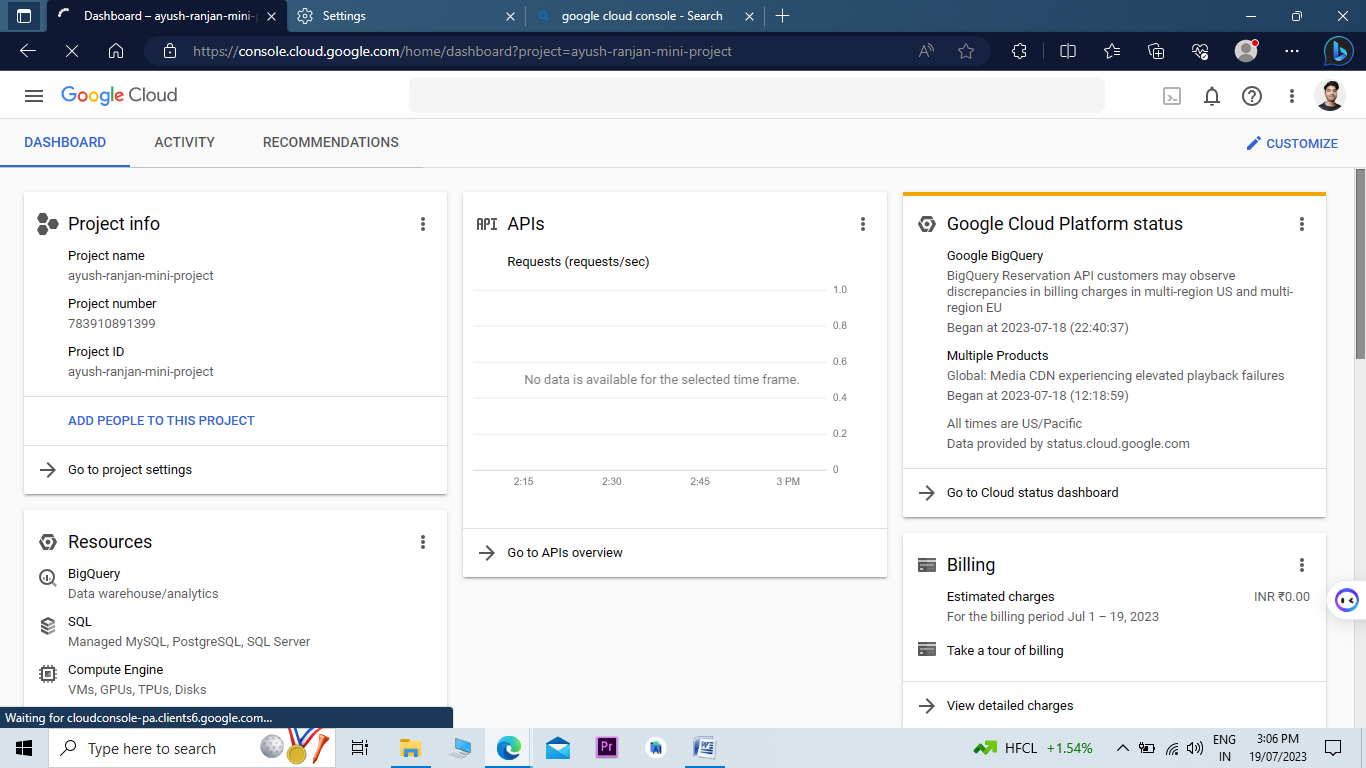 Dashboard – ayush-ranjan-mini-p
Settings
google cloud console - Search
https://console.cloud.google.com/home/dashboard?project=ayush-ranjan-mini-project
Google Cloud
DASHBOARD
ACTIVITY
RECOMMENDATIONS
CUSTOMIZE
Project info
Project name
ayush-ranjan-mini-project
Project number
783910891399
Project ID
ayush-ranjan-mini-project
ADD PEOPLE TO THIS PROJECT
Go to project settings
Resources
BigQuery
Data warehouse/analytics
SQL
Managed MySQL, PostgreSQL, SQL Server
Compute Engine
VMs, GPUs, TPUs, Disks
API APIs
Requests (requests/sec)
1.0
0.8
0.6
No data is available for the selected time frame.
0.4
0.2
0
2:15 2:30 2:45 3 PM
Go to APIs overview
Google Cloud Platform status
Google BigQuery
BigQuery Reservation API customers may observe
discrepancies in billing charges in multi-region US and multi-
region EU
Began at 2023-07-18 (22:40:37)
Multiple Products
Global: Media CDN experiencing elevated playback failures
Began at 2023-07-18 (12:18:59)
All times are US/Pacific
Data provided by status.cloud.google.com
Go to Cloud status dashboard
Billing
Estimated charges INR ₹0.00
For the billing period Jul 1 – 19, 2023
Take a tour of billing
View detailed charges
Waiting for cloudconsole-pa.clients6.google.com...
Type here to search
Pr
HFCL +1.54%
ENG
IN
3:06 PM
19/07/2023